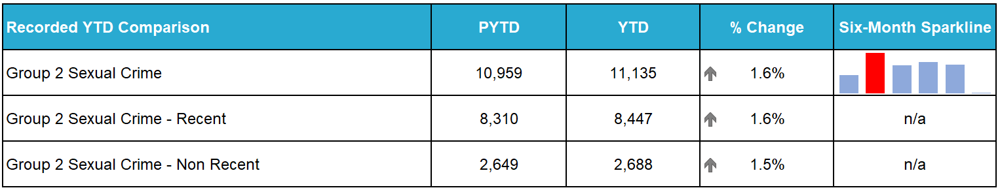 Recorded YTD Comparison PYTD YTD % Change Six-Month Sparkline
Group 2 Sexual Crime 10,959 11,135 1.6%
Group 2 Sexual Crime - Recent 8,310 8,447 1.6% n/a
Group 2 Sexual Crime - Non Recent 2,649 2,688 1.5% n/a